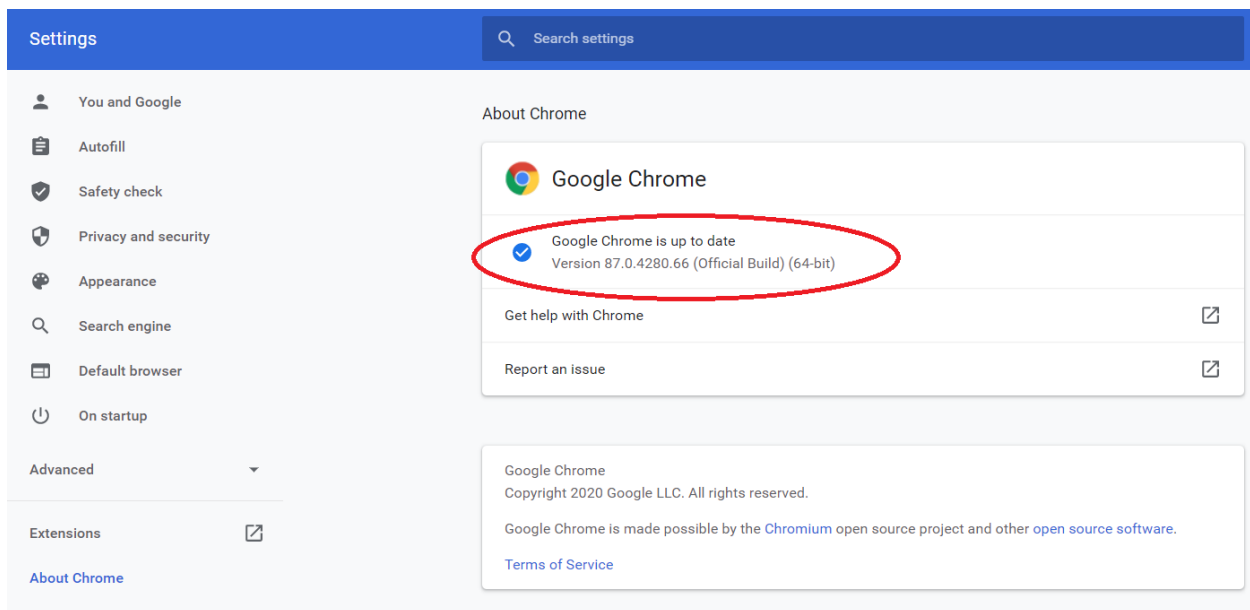 Settings
Search settings
You and Google
Autofill
Safety check
Privacy and security
Appearance
Search engine
Default browser
On startup
Advanced
Extensions
About Chrome
About Chrome
Google Chrome
Google Chrome is up to date
Version 87.0.4280.66 (Official Build) (64-bit)
Get help with Chrome
Report an issue
Google Chrome
Copyright 2020 Google LLC. All rights reserved.
Google Chrome is made possible by the Chromium open source project and other open source software.
Terms of Service